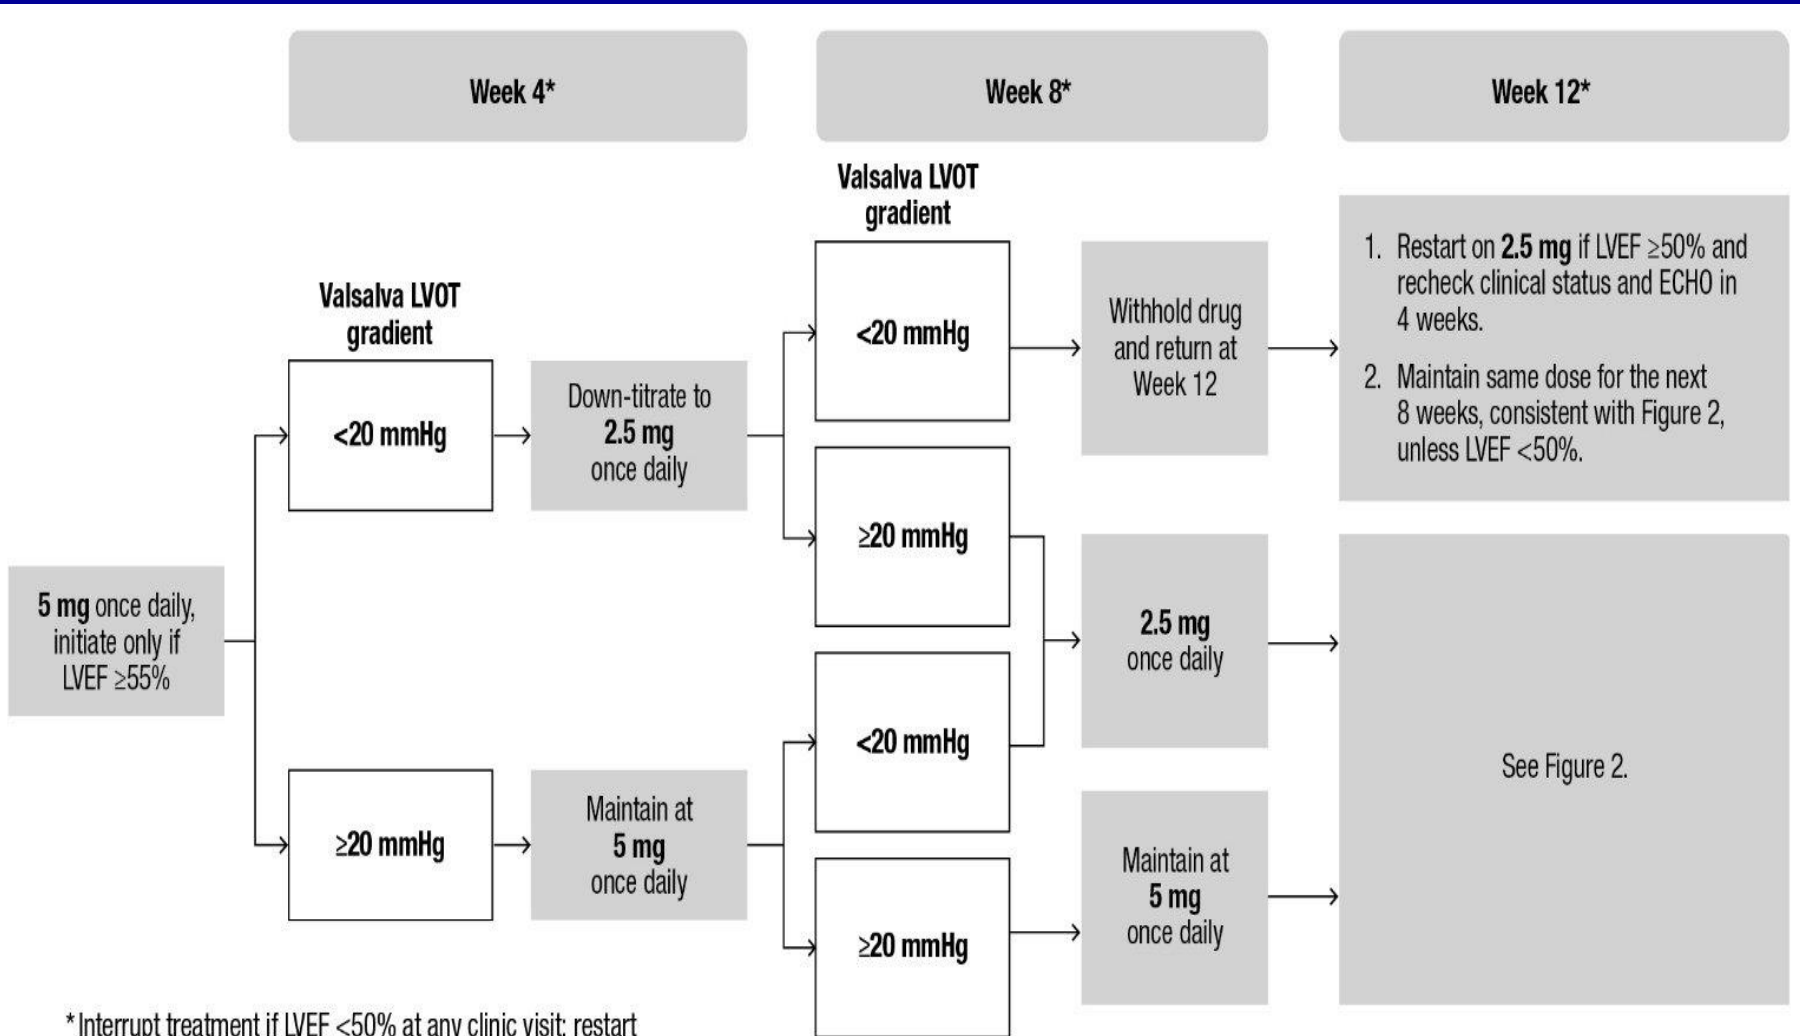 Week 4*
Week 8*
Week 12*
Valsalva LVOT
gradient
<20 mmHg
Down-titrate to
2.5 mg
once daily
Valsalva LVOT
gradient
<20 mmHg
Withhold drug
and return at
Week 12
1. Restart on 2.5 mg if LVEF ≥50% and
recheck clinical status and ECHO in
4 weeks.
2. Maintain same dose for the next
8 weeks, consistent with Figure 2,
unless LVEF <50%.
≥20 mmHg
5 mg once daily,
initiate only if
LVEF ≥55%
2.5 mg
once daily
<20 mmHg
See Figure 2.
≥20 mmHg
Maintain at
5 mg
once daily
≥20 mmHg
Maintain at
5 mg
once daily
* Interrupt treatment if LVEF <50% at any clinic visit; restart